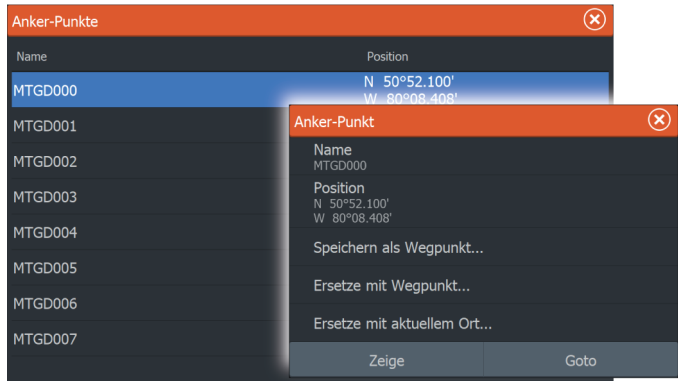 Anker-Punkte
Name Position
MTGD000 N 50°52.100'
W 80°08.408'
MTGD001
MTGD002
MTGD003
MTGD004
MTGD005
MTGD006
MTGD007
Anker-Punkt
Name
MTGD000
Position
N 50°52.100'
W 80°08.408'
Speichern als Wegpunkt...
Ersetze mit Wegpunkt...
Ersetze mit aktuellem Ort...
Zeige Goto